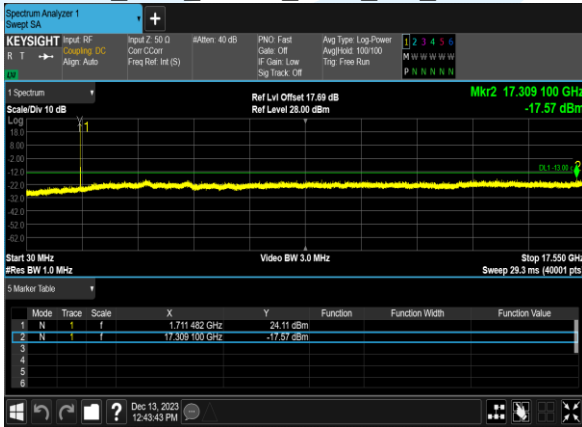 Spectrum Analyzer 1
Swept SA
+
KEYSIGHT Input: RF Input Z: 50 Ω #Atten: 40 dB PNO: Fast Avg Type: Log-Power 1 2 3 4 5 6
R T Coupling: DC Corr CCorr Gate: Off Avg|Hold: 100/100 M W W W W W
Align: Auto Freq Ref: Int (S) IF Gain: Low Trig: Free Run P N N N N N
LW Sig Track: Off
1 Spectrum Ref Lvl Offset 17.69 dB Mkr2 17.309 100 GHz
Scale/Div 10 dB Ref Level 28.00 dBm -17.57 dBm
Log
1
18.0
8.00
-2.00
-12.0 DL1 -13.00 2
-22.0
-32.0
-42.0
-52.0
-62.0
Start 30 MHz Video BW 3.0 MHz Stop 17.550 GHz
#Res BW 1.0 MHz Sweep 29.3 ms (40001 pts
5 Marker Table
Mode Trace Scale X Y Function Function Width Function Value
1 N 1 f 1.711 482 GHz 24.11 dBm
2 N 1 f 17.309 100 GHz -17.57 dBm
3
4
5
6
? Dec 13, 2023
12:43:43 PM